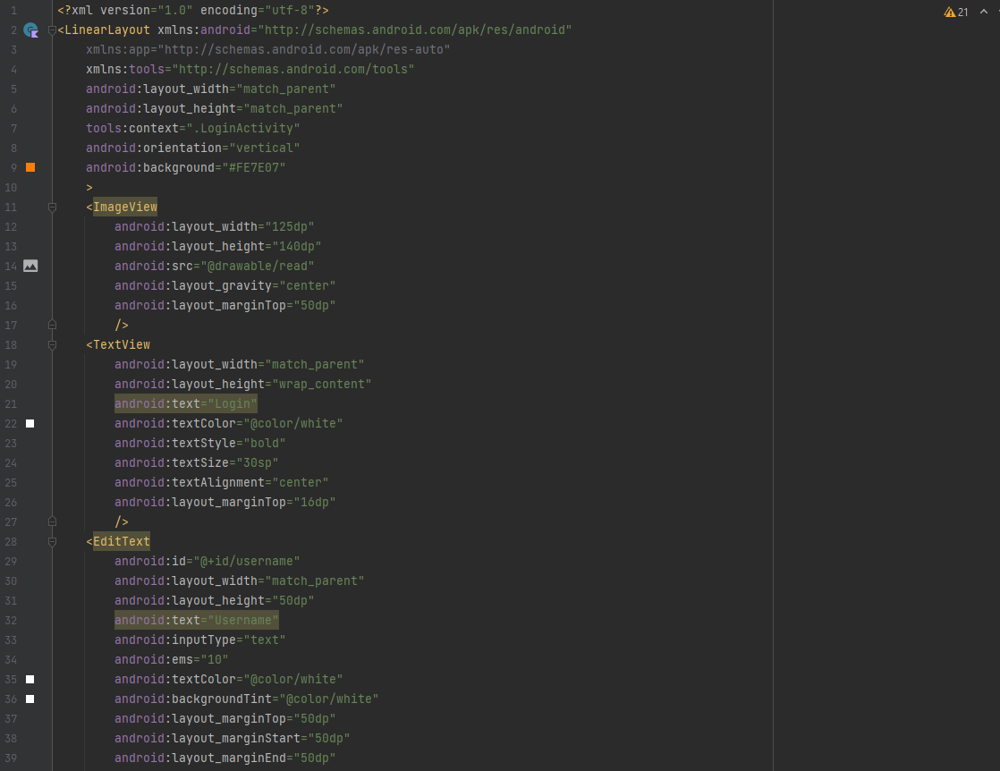 21
1 <?xml version="1.0" encoding="utf-8"?>
2 <LinearLayout xmlns:android="http://schemas.android.com/apk/res/android"
3     xmlns:app="http://schemas.android.com/apk/res-auto"
4     xmlns:tools="http://schemas.android.com/tools"
5     android:layout_width="match_parent"
6     android:layout_height="match_parent"
7     tools:context=".LoginActivity"
8     android:orientation="vertical"
9     android:background="#FE7E07"
10     >
11     <ImageView
12         android:layout_width="125dp"
13         android:layout_height="140dp"
14         android:src="@drawable/read"
15         android:layout_gravity="center"
16         android:layout_marginTop="50dp"
17         />
18     <TextView
19         android:layout_width="match_parent"
20         android:layout_height="wrap_content"
21         android:text="Login"
22         android:textColor="@color/white"
23         android:textStyle="bold"
24         android:textSize="30sp"
25         android:textAlignment="center"
26         android:layout_marginTop="16dp"
27         />
28     <EditText
29         android:id="@+id/username"
30         android:layout_width="match_parent"
31         android:layout_height="50dp"
32         android:text="Username"
33         android:inputType="text"
34         android:ems="10"
35         android:textColor="@color/white"
36         android:backgroundTint="@color/white"
37         android:layout_marginTop="50dp"
38         android:layout_marginStart="50dp"
39         android:layout_marginEnd="50dp"